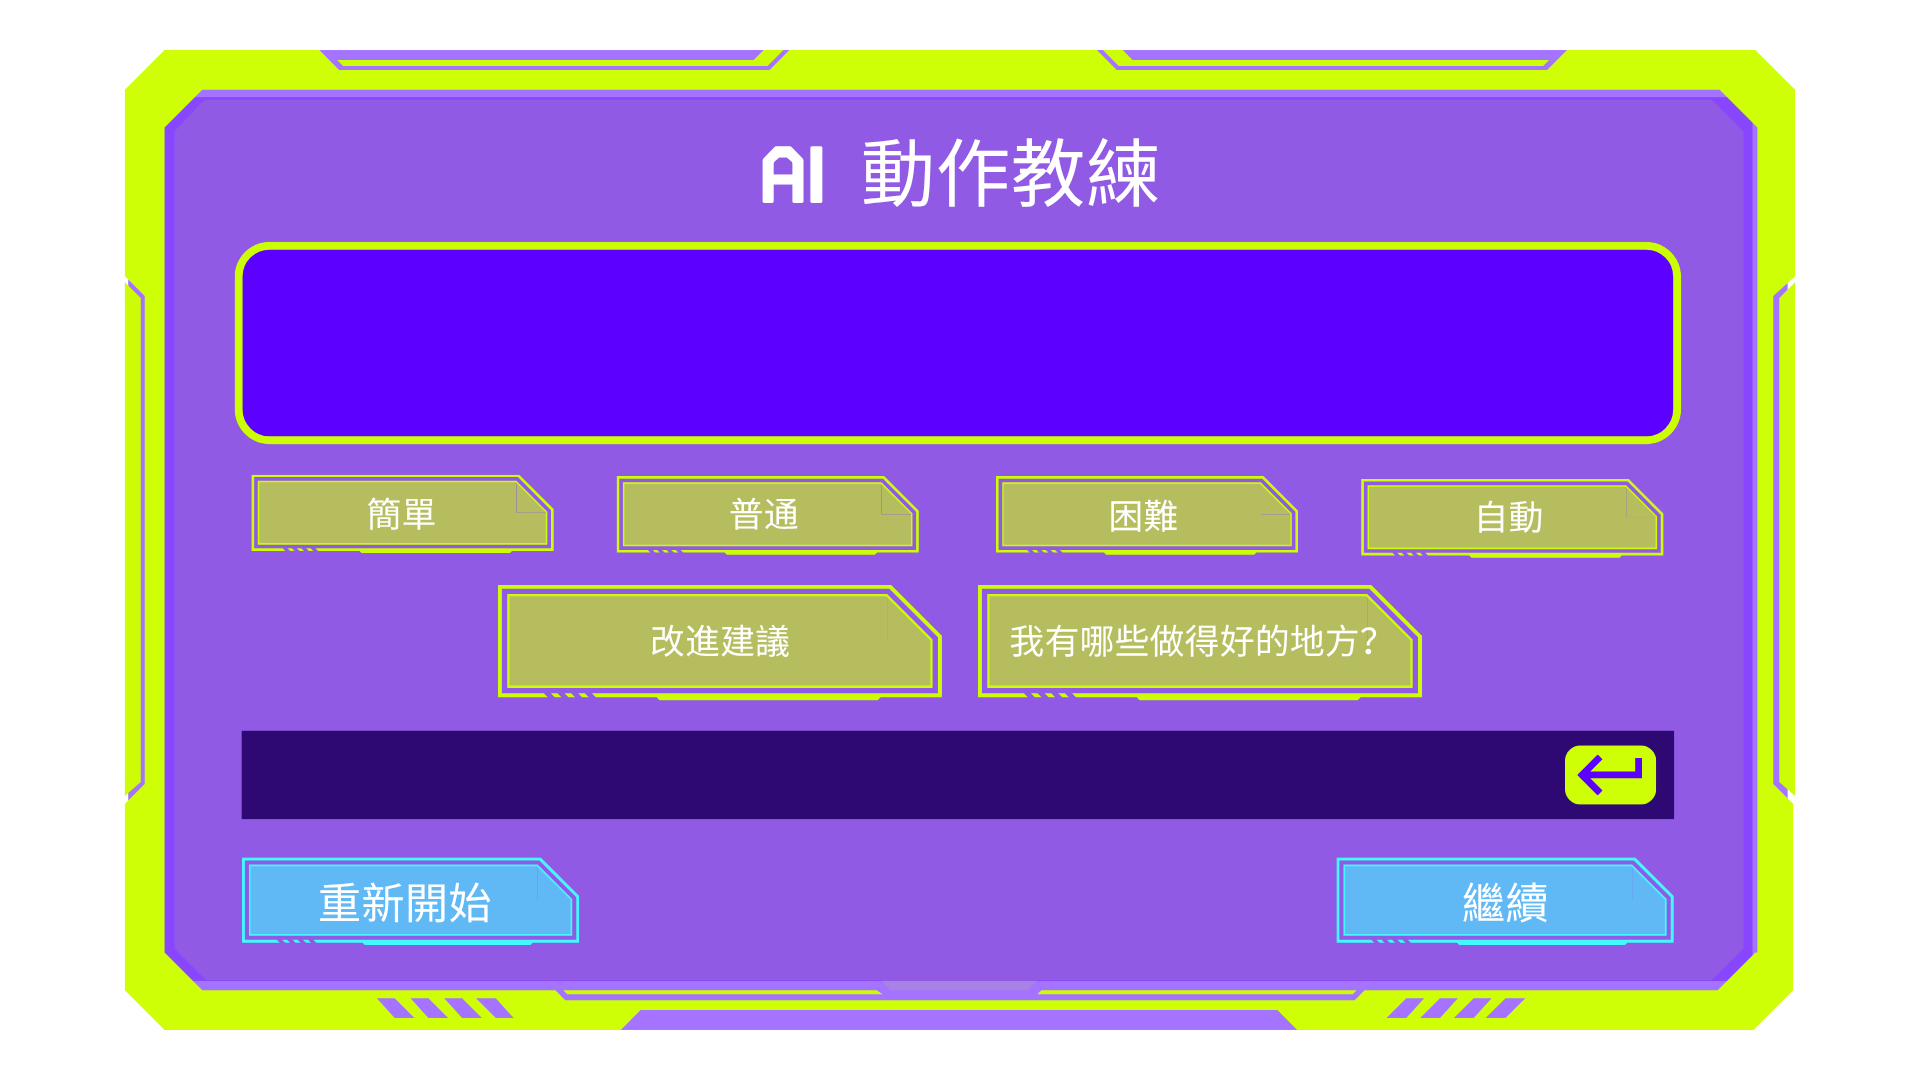 AI 動作教練
簡單
普通
困難
自動
改進建議
我有哪些做得好的地方？
重新開始
繼續